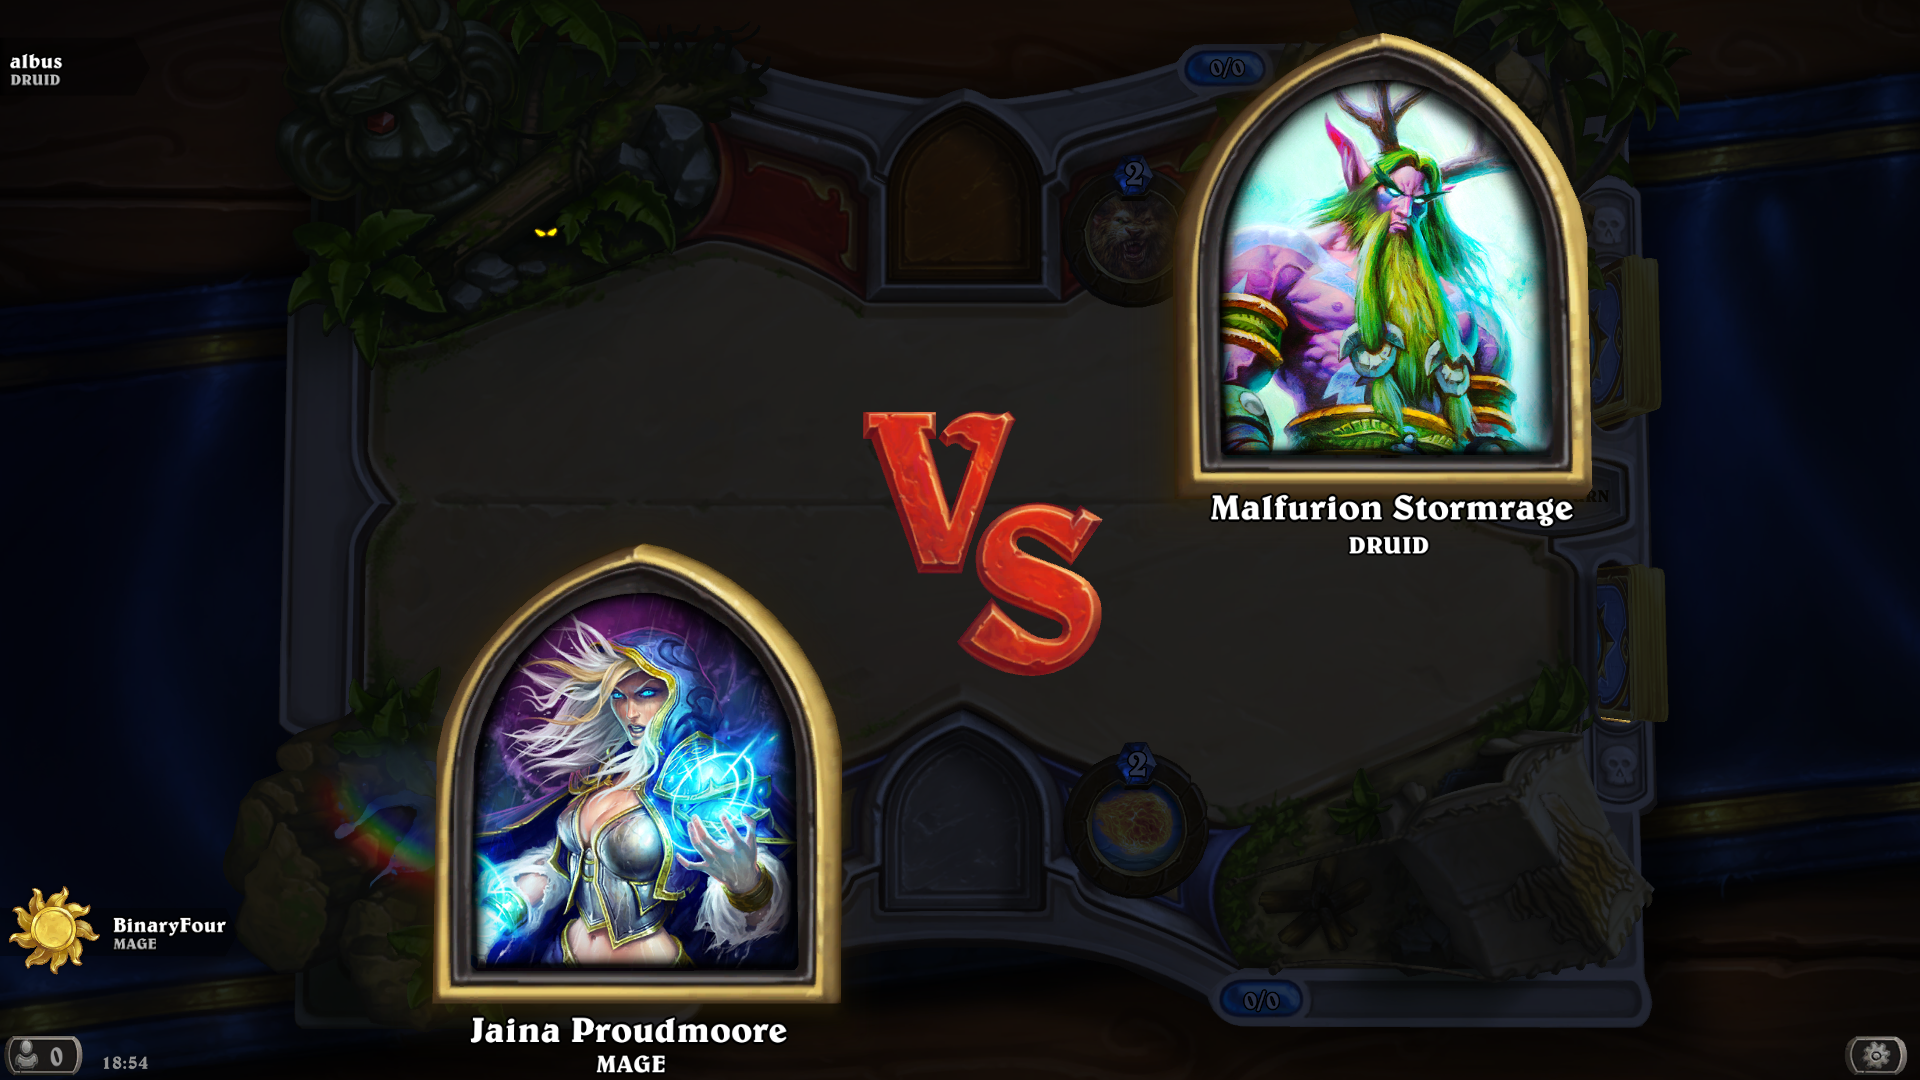 albus
DRUID
0/0
2
VS
Malfurion Stormrage
DRUID
2
BinaryFour
MAGE
0/0
Jaina Proudmoore
MAGE
0
18:54